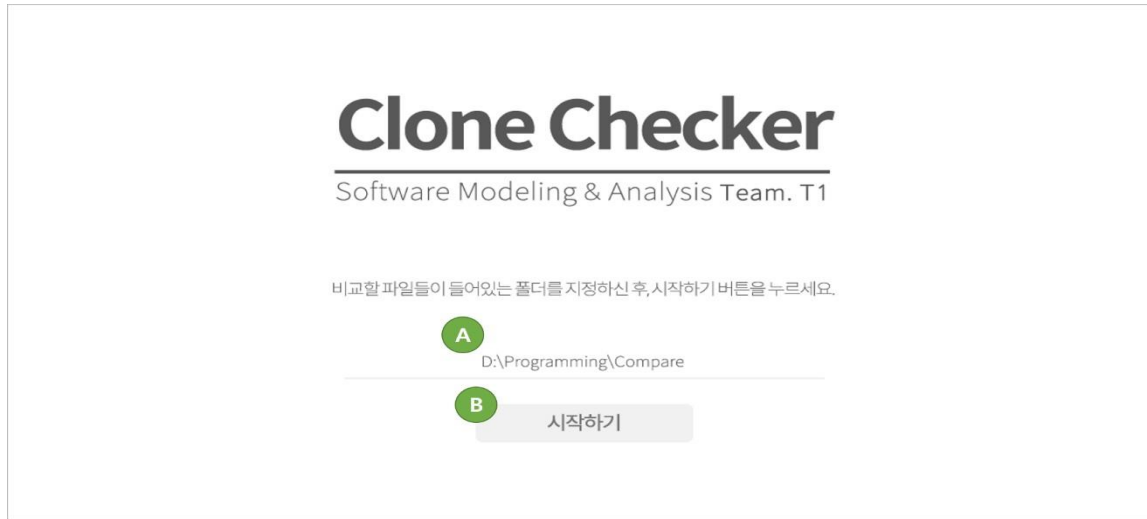 Clone Checker
Software Modeling & Analysis Team. T1
비교할 파일들이 들어있는 폴더를 지정하신 후, 시작하기 버튼을 누르세요.
A
D:\Programming\Compare
B
시작하기